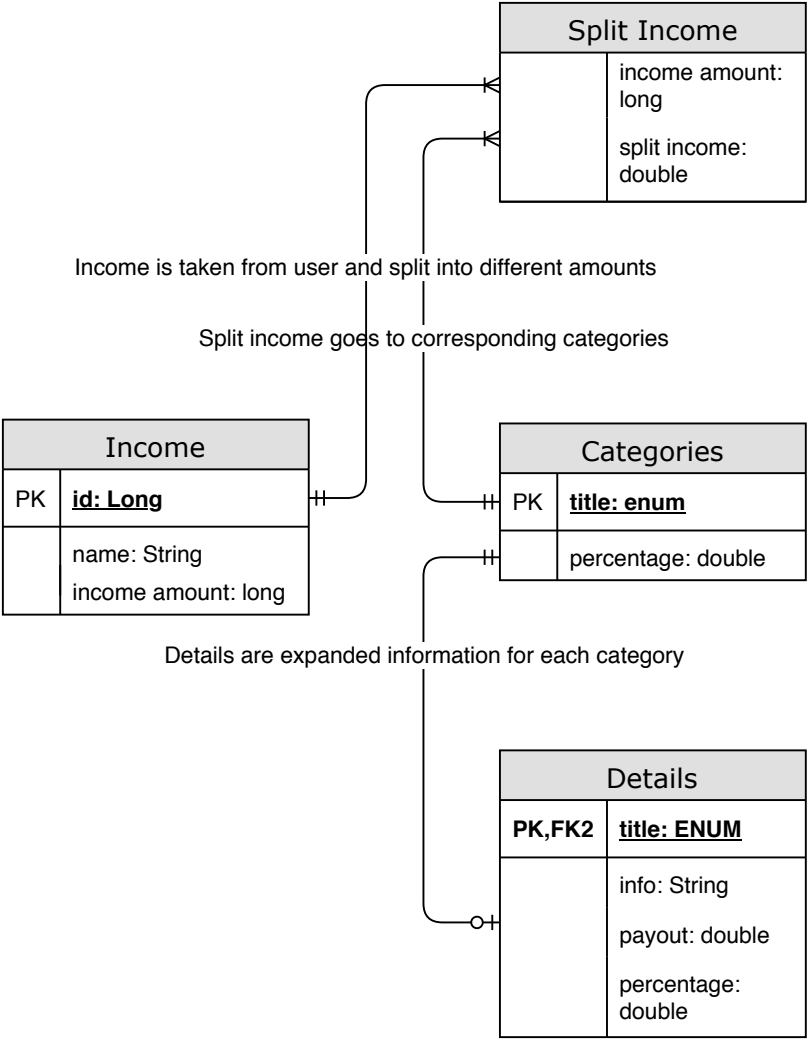 Split Income
income amount:
long
split income:
double
Income is taken from user and split into different amounts
Split income goes to corresponding categories
Income
PK id: Long
name: String
income amount: long
Categories
PK title: enum
percentage: double
Details are expanded information for each category
Details
PK,FK2 title: ENUM
info: String
payout: double
percentage:
double